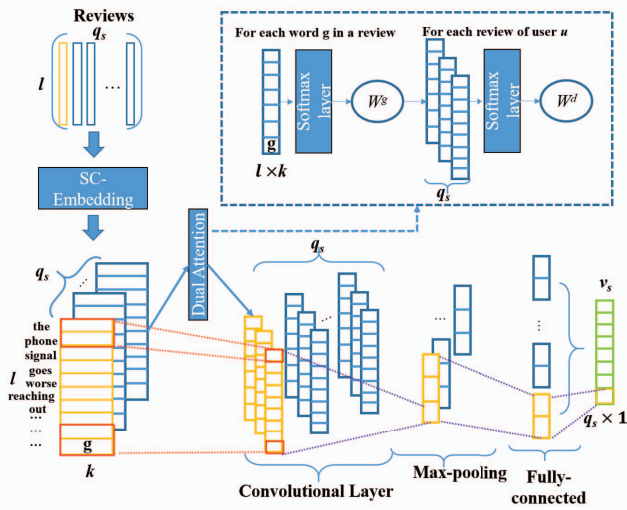 Reviews
q_s
l
...
SC-
Embedding
For each word g in a review
For each review of user u
g
l × k
Softmax
layer
W^g
q_s
Softmax
layer
W^d
Dual Attention
q_s
...
the
phone
signal
goes
worse
reaching
out
...
...
...
l
g
k
q_s
...
Convolutional Layer
...
Max-pooling
...
Fully-
connected
v_s
q_s × 1